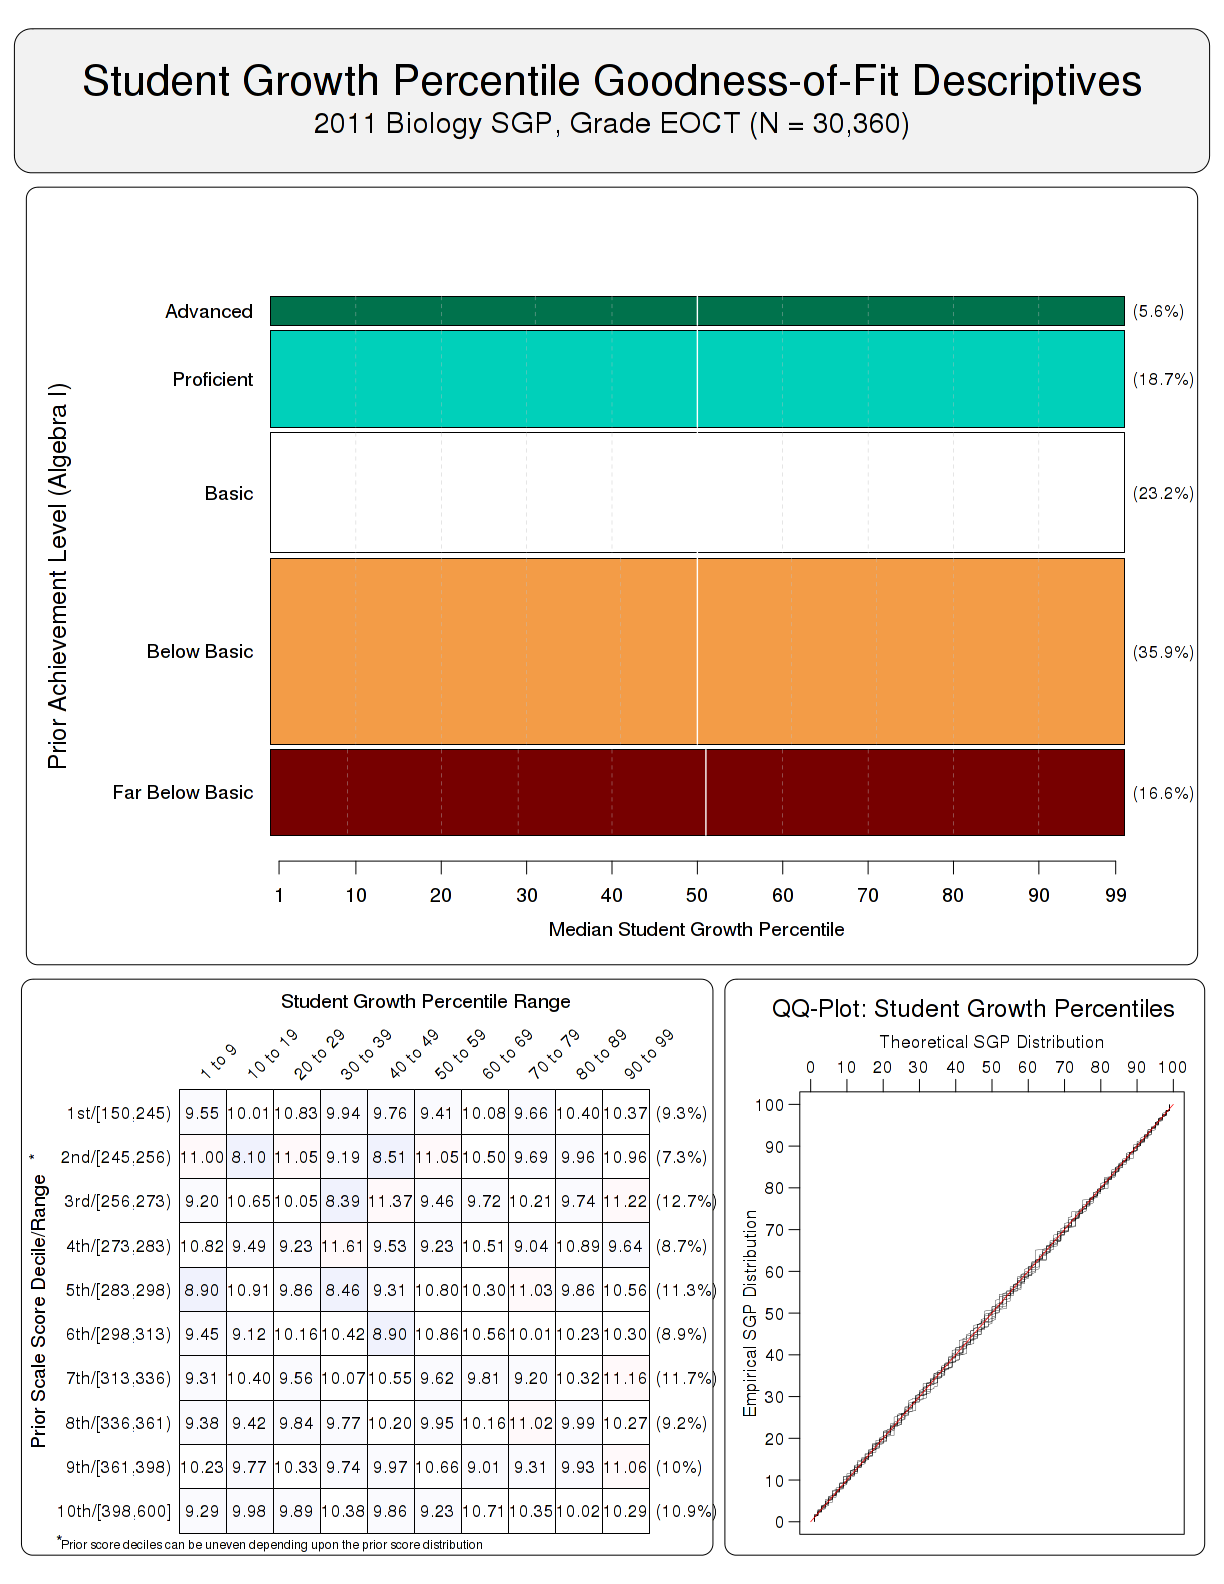 Student Growth Percentile Goodness-of-Fit Descriptives
2011 Biology SGP, Grade EOCT (N = 30,360)
Prior Achievement Level (Algebra I)
Advanced (5.6%)
Proficient (18.7%)
Basic (23.2%)
Below Basic (35.9%)
Far Below Basic (16.6%)
1 10 20 30 40 50 60 70 80 90 99
Median Student Growth Percentile
Student Growth Percentile Range
1 to 9 10 to 19 20 to 29 30 to 39 40 to 49 50 to 59 60 to 69 70 to 79 80 to 89 90 to 99
Prior Scale Score Decile/Range *
1st/[150,245) 9.55 10.01 10.83 9.94 9.76 9.41 10.08 9.66 10.40 10.37 (9.3%)
2nd/[245,256) 11.00 8.10 11.05 9.19 8.51 11.05 10.50 9.69 9.96 10.96 (7.3%)
3rd/[256,273) 9.20 10.65 10.05 8.39 11.37 9.46 9.72 10.21 9.74 11.22 (12.7%)
4th/[273,283) 10.82 9.49 9.23 11.61 9.53 9.23 10.51 9.04 10.89 9.64 (8.7%)
5th/[283,298) 8.90 10.91 9.86 8.46 9.31 10.80 10.30 11.03 9.86 10.56 (11.3%)
6th/[298,313) 9.45 9.12 10.16 10.42 8.90 10.86 10.56 10.01 10.23 10.30 (8.9%)
7th/[313,336) 9.31 10.40 9.56 10.07 10.55 9.62 9.81 9.20 10.32 11.16 (11.7%)
8th/[336,361) 9.38 9.42 9.84 9.77 10.20 9.95 10.16 11.02 9.99 10.27 (9.2%)
9th/[361,398) 10.23 9.77 10.33 9.74 9.97 10.66 9.01 9.31 9.93 11.06 (10%)
10th/[398,600] 9.29 9.98 9.89 10.38 9.86 9.23 10.71 10.35 10.02 10.29 (10.9%)
*Prior score deciles can be uneven depending upon the prior score distribution
QQ-Plot: Student Growth Percentiles
Theoretical SGP Distribution
0 10 20 30 40 50 60 70 80 90 100
Empirical SGP Distribution
100
90
80
70
60
50
40
30
20
10
0